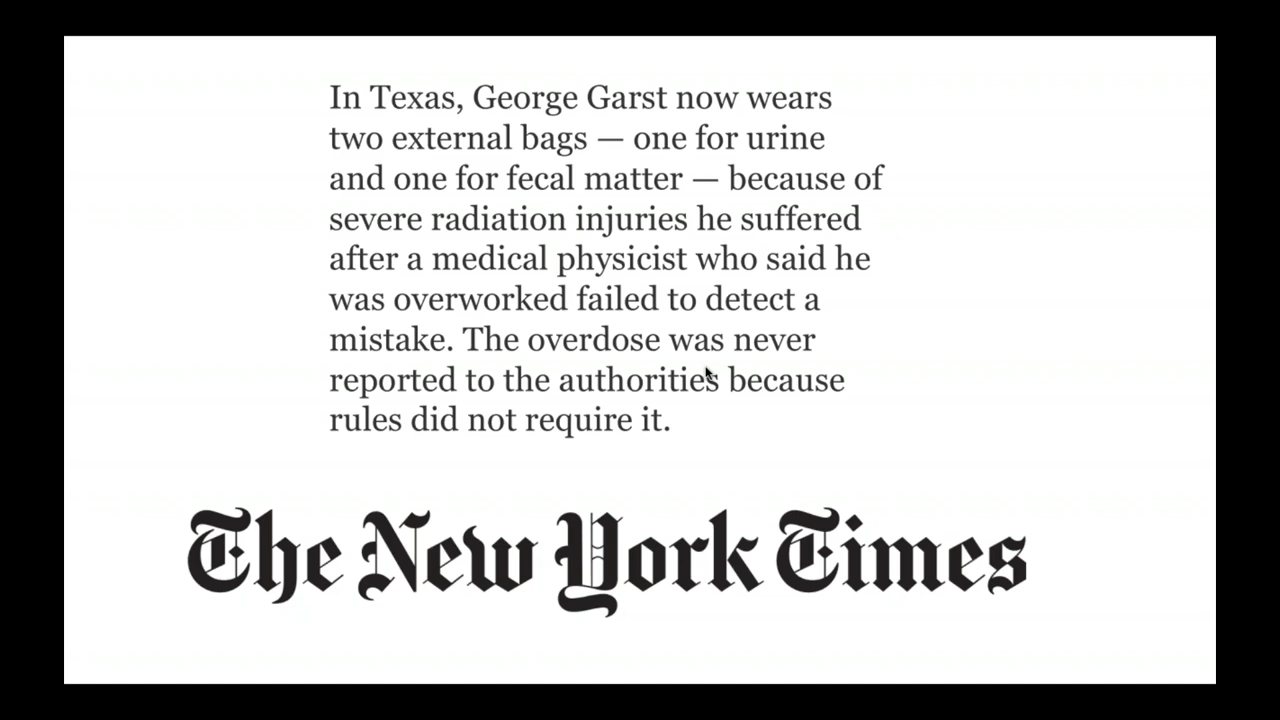 In Texas, George Garst now wears
two external bags — one for urine
and one for fecal matter — because of
severe radiation injuries he suffered
after a medical physicist who said he
was overworked failed to detect a
mistake. The overdose was never
reported to the authorities because
rules did not require it.
The New York Times